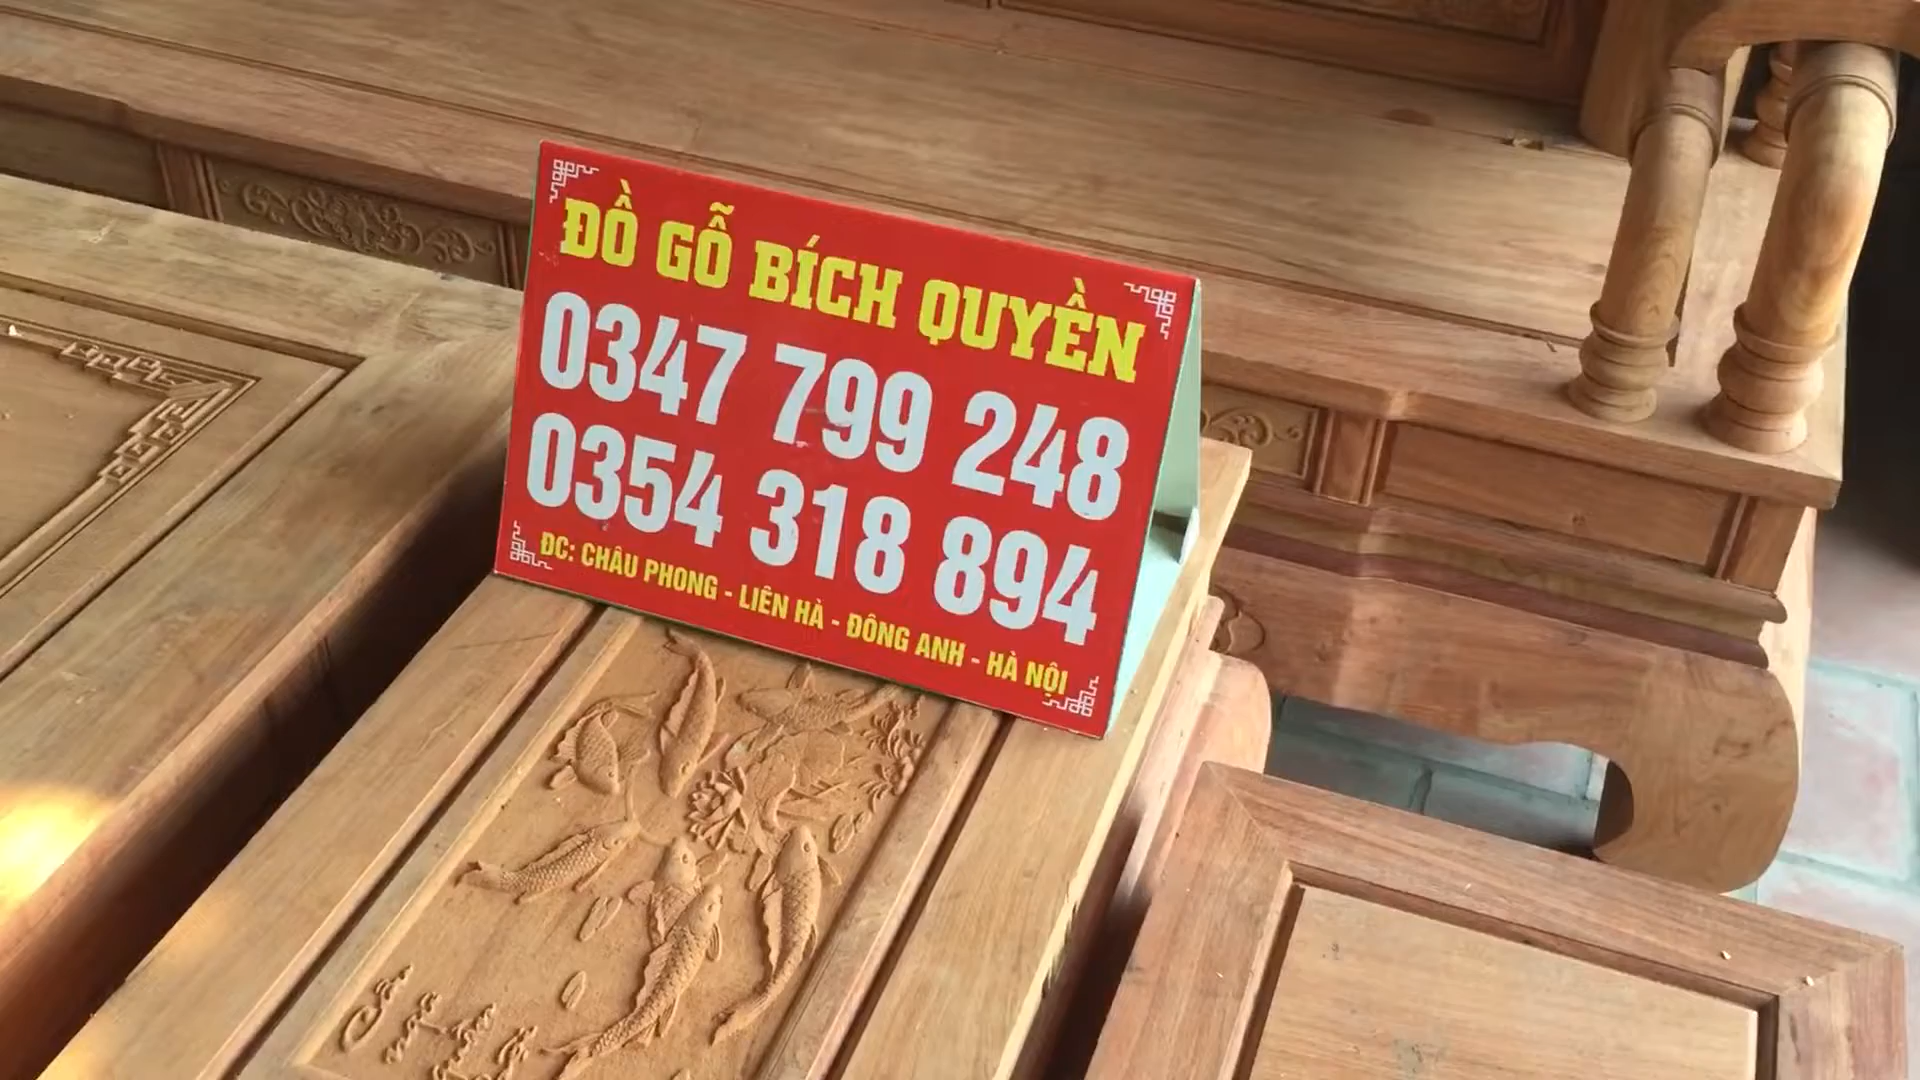 ĐỒ GỖ BÍCH QUYỀN
0347 799 248
0354 318 894
ĐC: CHÂU PHONG - LIÊN HÀ - ĐÔNG ANH - HÀ NỘI